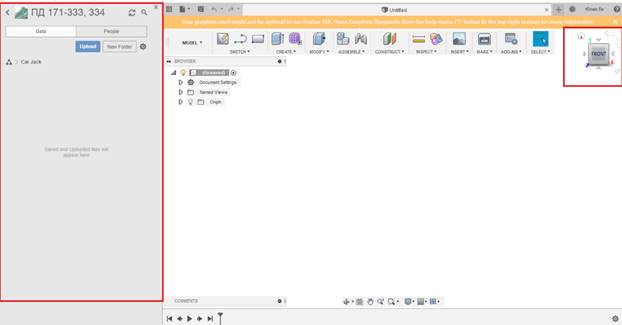 ПД 171-333, 334
Data People
Upload New Folder
Car Jack
Saved and Uploaded files will
appear here
Untitled
Your graphics card might not be optimal to run Fusion 360. Open Graphics Diagnostic from the help menu ("?" button in the top right corner) for more information.
MODEL
SKETCH CREATE MODIFY ASSEMBLE CONSTRUCT INSPECT INSERT MAKE ADD-INS SELECT
BROWSER
(Unsaved)
Document Settings
Named Views
Origin
FRONT
X
COMMENTS